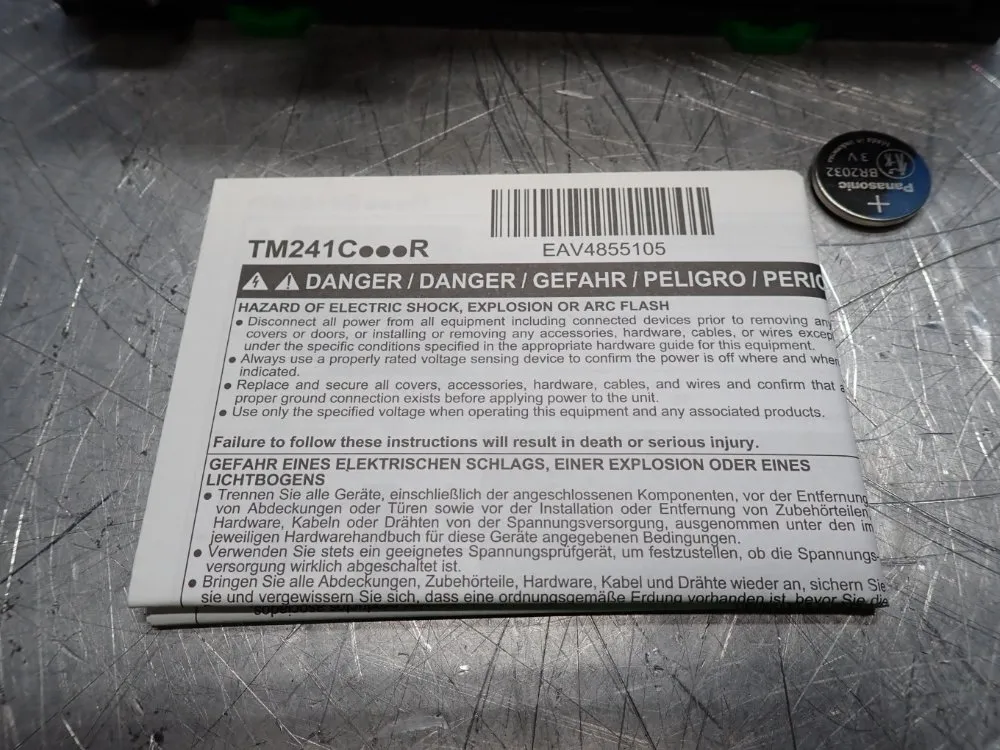 EAV4855105
TM241C●●●R
DANGER / DANGER / GEFAHR / PELIGRO / PERIC
HAZARD OF ELECTRIC SHOCK, EXPLOSION OR ARC FLASH
● Disconnect all power from all equipment including connected devices prior to removing any
covers or doors, or installing or removing any accessories, hardware, cables, or wires except
under the specific conditions specified in the appropriate hardware guide for this equipment.
● Always use a properly rated voltage sensing device to confirm the power is off where and when
indicated.
● Replace and secure all covers, accessories, hardware, cables, and wires and confirm that a
proper ground connection exists before applying power to the unit.
● Use only the specified voltage when operating this equipment and any associated products.
Failure to follow these instructions will result in death or serious injury.
GEFAHR EINES ELEKTRISCHEN SCHLAGS, EINER EXPLOSION ODER EINES
LICHTBOGENS
● Trennen Sie alle Geräte, einschließlich der angeschlossenen Komponenten, vor der Entfernung
von Abdeckungen oder Türen sowie vor der Installation oder Entfernung von Zubehörteilen
Hardware, Kabeln oder Drähten von der Spannungsversorgung, ausgenommen unter den im
jeweiligen Hardwarehandbuch für diese Geräte angegebenen Bedingungen.
● Verwenden Sie stets ein geeignetes Spannungsprüfgerät, um festzustellen, ob die Spannungs-
versorgung wirklich abgeschaltet ist.
● Bringen Sie alle Abdeckungen, Zubehörteile, Hardware, Kabel und Drähte wieder an, sichern Sie
sie und vergewissern Sie sich, dass eine ordnungsgemäße Erdung vorhanden ist, bevor Sie die
+
Panasonic
BR2032
3V
Made in Indonesia